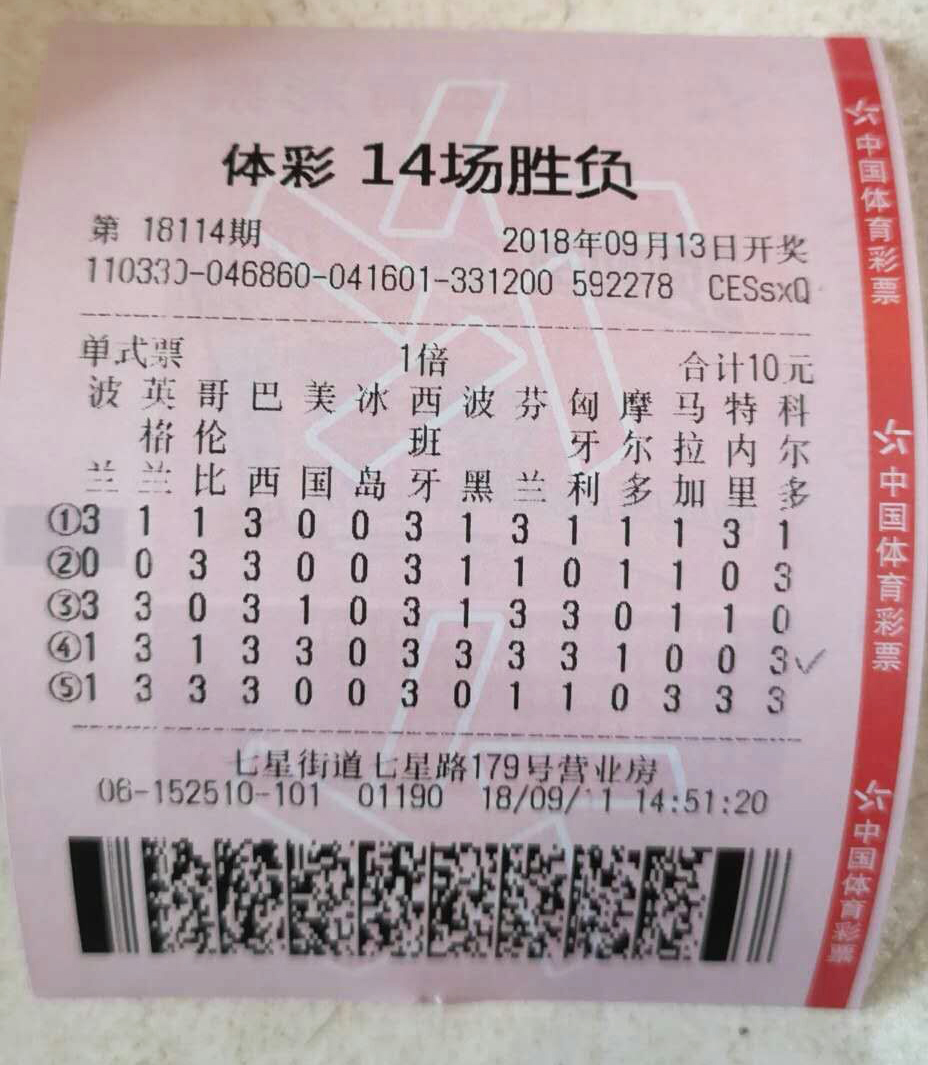 体彩 14场胜负
第 18114期 2018年09月13日开奖
110330-046860-041601-331200 592278 CESsxQ
单式票 1倍 合计10元
波 英 哥 巴 美 冰 西 波 芬 匈 摩 马 特 科
格 伦 班 牙 尔 拉 内 尔
兰 兰 比 西 国 岛 牙 黑 兰 利 多 加 里 多
①3 1 1 3 0 0 3 1 3 1 1 1 3 1
②0 0 3 3 0 0 3 1 1 0 1 1 0 3
③3 3 0 3 1 0 3 1 3 3 0 1 1 0
④1 3 1 3 3 0 3 3 3 3 1 0 0 3✓
⑤1 3 3 3 0 0 3 0 1 1 0 3 3 3
七星街道七星路179号营业房
06-152510-101 01190 18/09/11 14:51:20
中国体育彩票
中国体育彩票
中国体育彩票